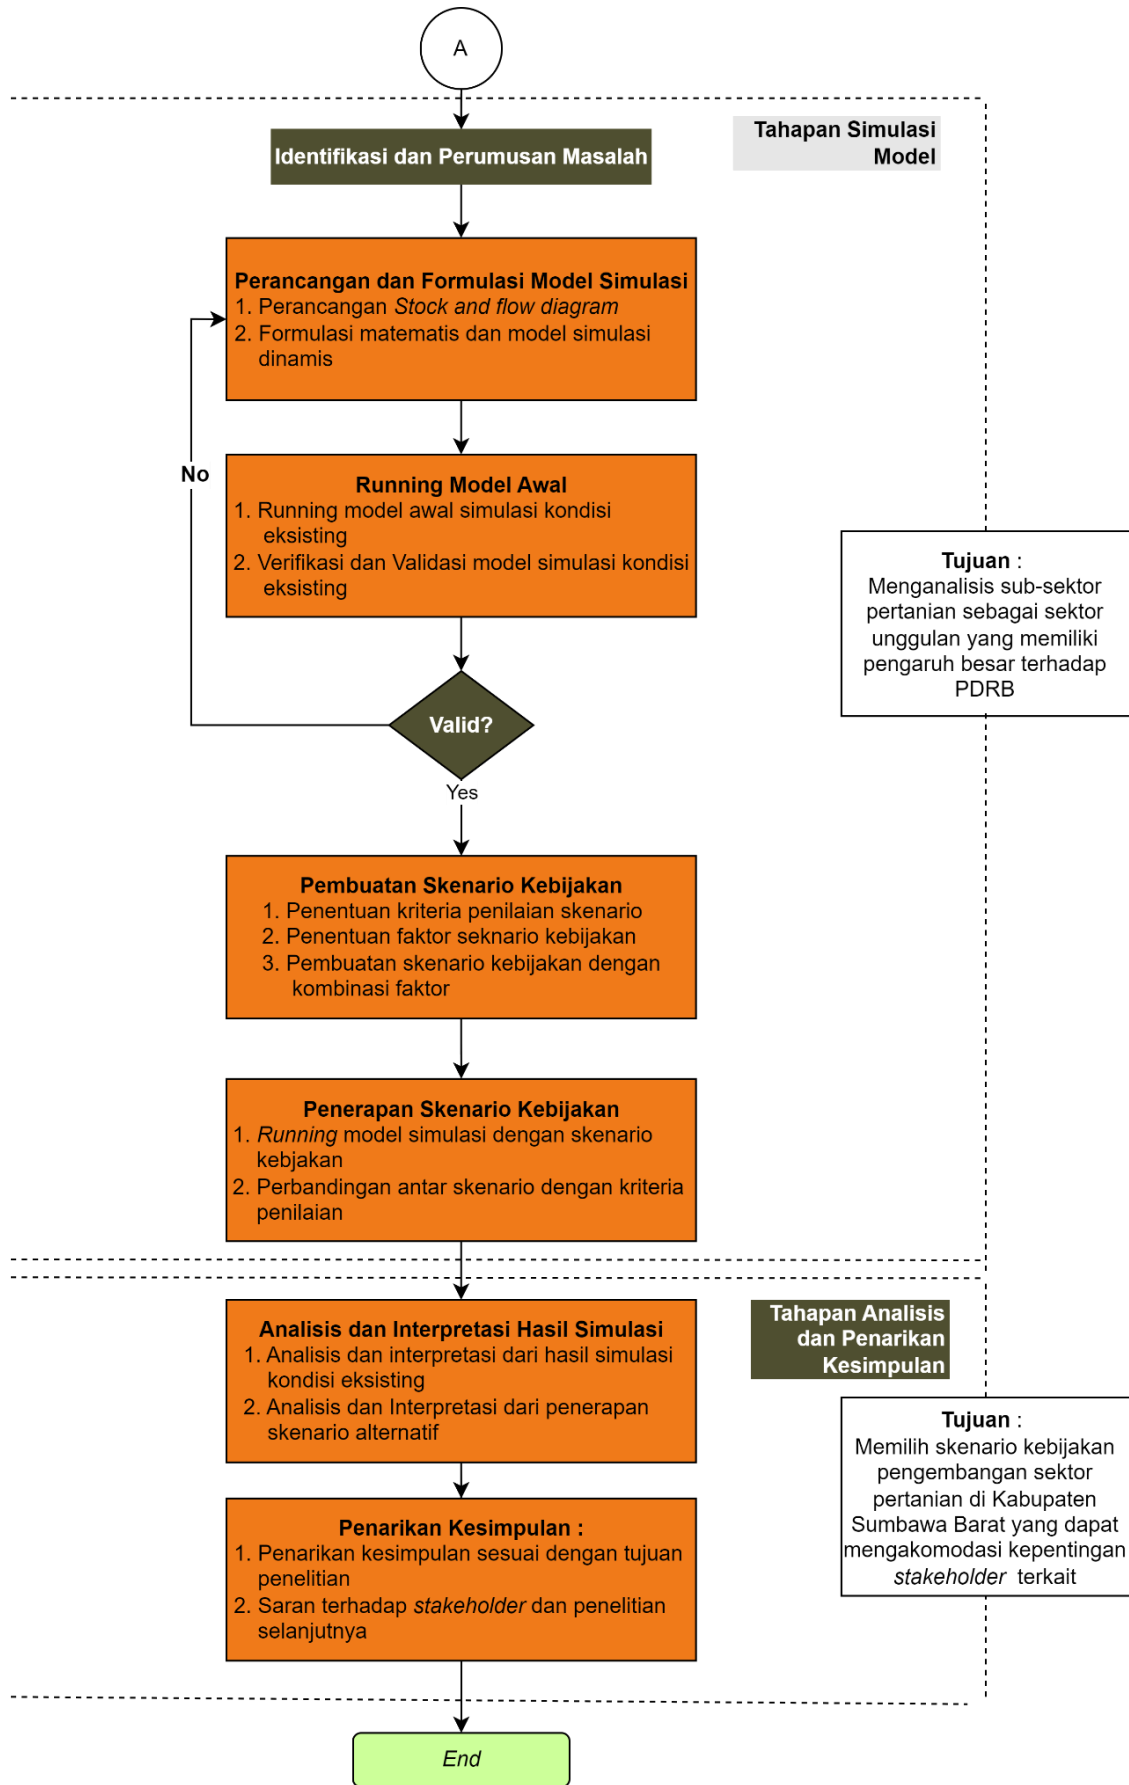 A
Identifikasi dan Perumusan Masalah
Tahapan Simulasi
Model
Perancangan dan Formulasi Model Simulasi
1. Perancangan Stock and flow diagram
2. Formulasi matematis dan model simulasi
dinamis
No
Running Model Awal
1. Running model awal simulasi kondisi
eksisting
2. Verifikasi dan Validasi model simulasi kondisi
eksisting
Tujuan :
Menganalisis sub-sektor
pertanian sebagai sektor
unggulan yang memiliki
pengaruh besar terhadap
PDRB
Valid?
Yes
Pembuatan Skenario Kebijakan
1. Penentuan kriteria penilaian skenario
2. Penentuan faktor seknario kebijakan
3. Pembuatan skenario kebijakan dengan
kombinasi faktor
Penerapan Skenario Kebijakan
1. Running model simulasi dengan skenario
kebjakan
2. Perbandingan antar skenario dengan kriteria
penilaian
Tahapan Analisis
dan Penarikan
Kesimpulan
Analisis dan Interpretasi Hasil Simulasi
1. Analisis dan interpretasi dari hasil simulasi
kondisi eksisting
2. Analisis dan Interpretasi dari penerapan
skenario alternatif
Tujuan :
Memilih skenario kebijakan
pengembangan sektor
pertanian di Kabupaten
Sumbawa Barat yang dapat
mengakomodasi kepentingan
stakeholder terkait
Penarikan Kesimpulan :
1. Penarikan kesimpulan sesuai dengan tujuan
penelitian
2. Saran terhadap stakeholder dan penelitian
selanjutnya
End